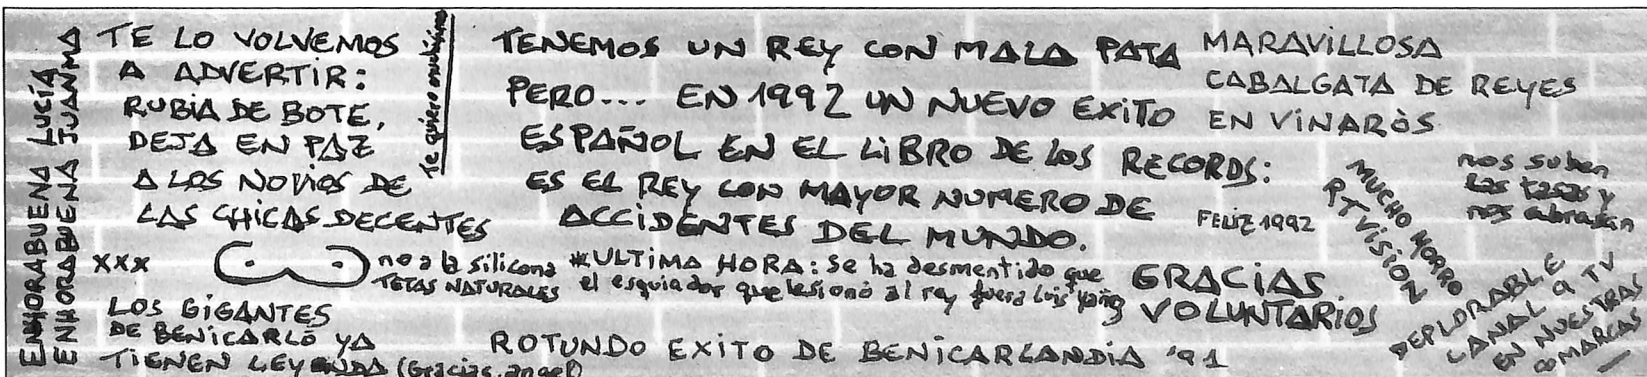 ENHORABUENA LUCÍA
ENHORABUENA JUANMA
TE LO VOLVEMOS
A ADVERTIR:
RUBIA DE BOTE,
DEJA EN PAZ
A LOS NOVIOS DE
LAS CHICAS DECENTES
te quiero muchísimo
xxx
no a la silicona
TETAS NATURALES
LOS GIGANTES
DE BENICARLÓ YA
TIENEN LEYENDA (Gracias, angel)
TENEMOS UN REY CON MALA PATA
PERO... EN 1992 UN NUEVO EXITO
ESPAÑOL EN EL LIBRO DE LOS RECORDS:
ES EL REY CON MAYOR NUMERO DE
ACCIDENTES DEL MUNDO.
*ULTIMA HORA: Se ha desmentido que
el esquiador que lesionó al rey fuera Luis
ROTUNDO EXITO DE BENICARLANDIA '91
MARAVILLOSA
CABALGATA DE REYES
EN VINARÒS
FELIZ 1992
GRACIAS
VOLUNTARIOS
MUCHO MORRO
PTVISION
nos suben
las tasas y
nos abrasan
DEPLORABLE
CANAL 9 TV
EN NUESTRAS
COMARCAS